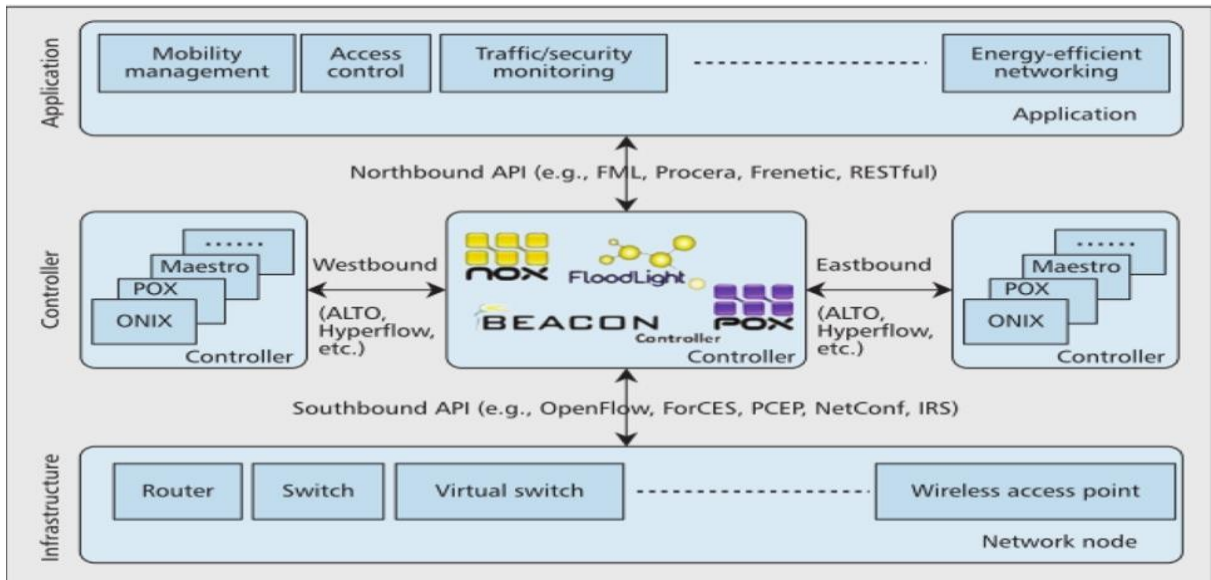 Application
Mobility
management
Access
control
Traffic/security
monitoring
Energy-efficient
networking
Application
Northbound API (e.g., FML, Procera, Frenetic, RESTful)
Controller
......
Maestro
POX
ONIX
Controller
Westbound
(ALTO,
Hyperflow,
etc.)
nox
FloodLight
BEACON
Controller
POX
Controller
Eastbound
(ALTO,
Hyperflow,
etc.)
......
Maestro
POX
ONIX
Controller
Southbound API (e.g., OpenFlow, ForCES, PCEP, NetConf, IRS)
Infrastructure
Router
Switch
Virtual switch
Wireless access point
Network node